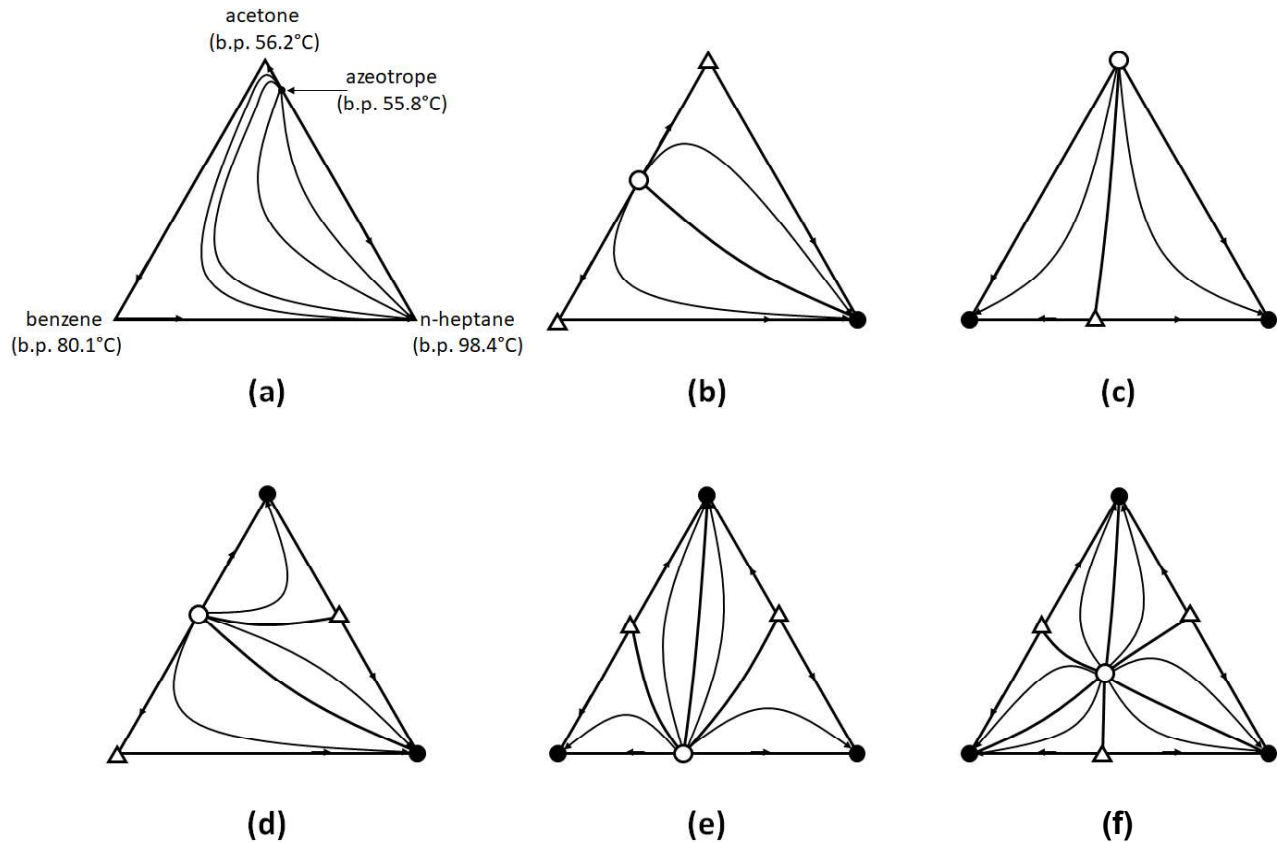 acetone
(b.p. 56.2°C)
azeotrope
(b.p. 55.8°C)
benzene
(b.p. 80.1°C)
n-heptane
(b.p. 98.4°C)
(a)
(b)
(c)
(d)
(e)
(f)